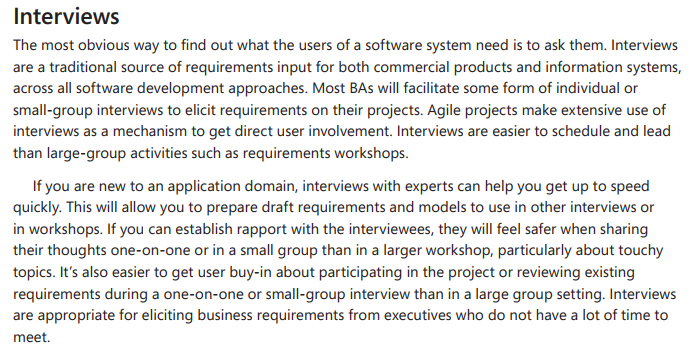 Interviews
The most obvious way to find out what the users of a software system need is to ask them. Interviews
are a traditional source of requirements input for both commercial products and information systems,
across all software development approaches. Most BAs will facilitate some form of individual or
small-group interviews to elicit requirements on their projects. Agile projects make extensive use of
interviews as a mechanism to get direct user involvement. Interviews are easier to schedule and lead
than large-group activities such as requirements workshops.
If you are new to an application domain, interviews with experts can help you get up to speed
quickly. This will allow you to prepare draft requirements and models to use in other interviews or
in workshops. If you can establish rapport with the interviewees, they will feel safer when sharing
their thoughts one-on-one or in a small group than in a larger workshop, particularly about touchy
topics. It’s also easier to get user buy-in about participating in the project or reviewing existing
requirements during a one-on-one or small-group interview than in a large group setting. Interviews
are appropriate for eliciting business requirements from executives who do not have a lot of time to
meet.